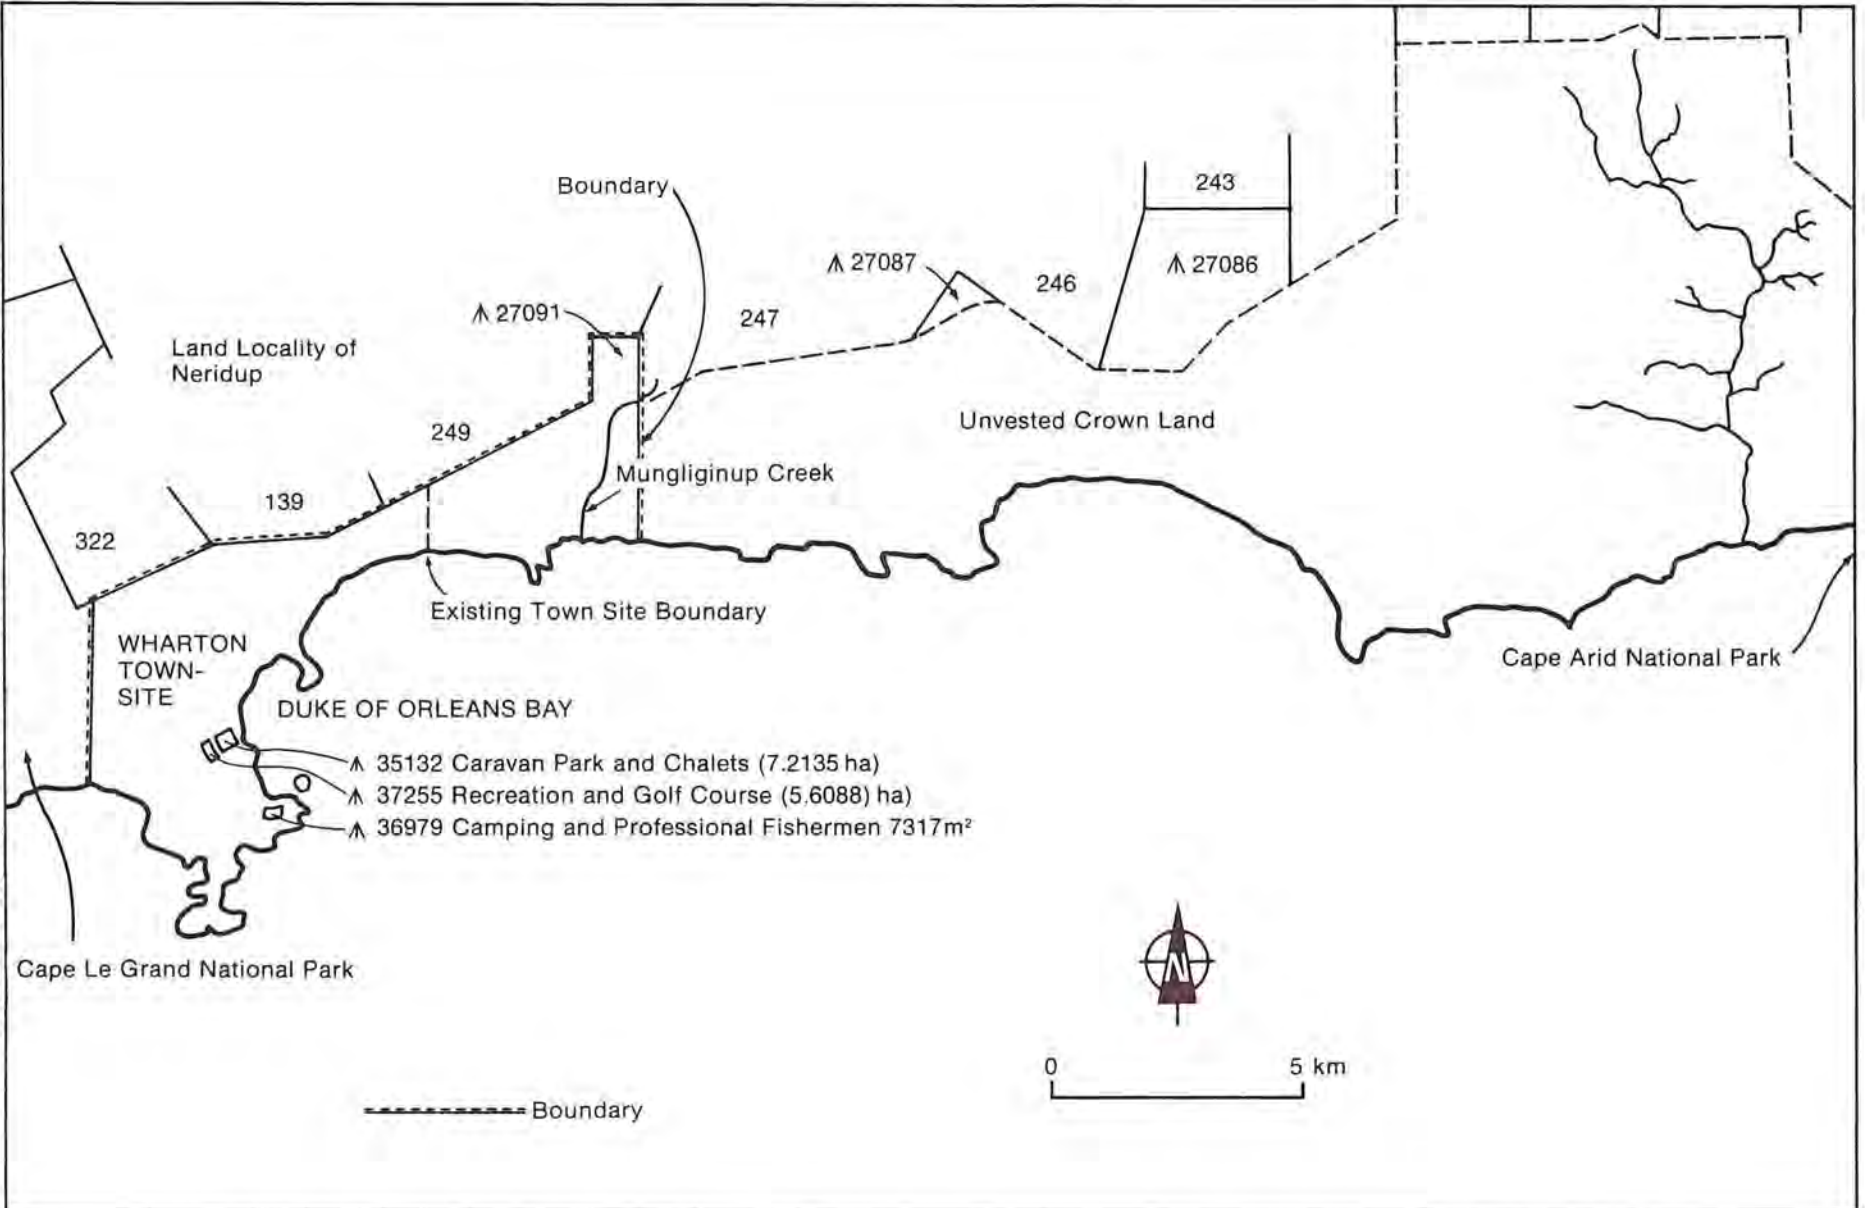 Boundary
243
27087
27086
246
27091
247
Land Locality of
Neridup
249
Unvested Crown Land
Mungliginup Creek
139
322
Existing Town Site Boundary
WHARTON
TOWN-
SITE
Cape Arid National Park
DUKE OF ORLEANS BAY
35132 Caravan Park and Chalets (7.2135 ha)
37255 Recreation and Golf Course (5.6088) ha)
36979 Camping and Professional Fishermen 7317m²
Cape Le Grand National Park
N
0 5 km
Boundary